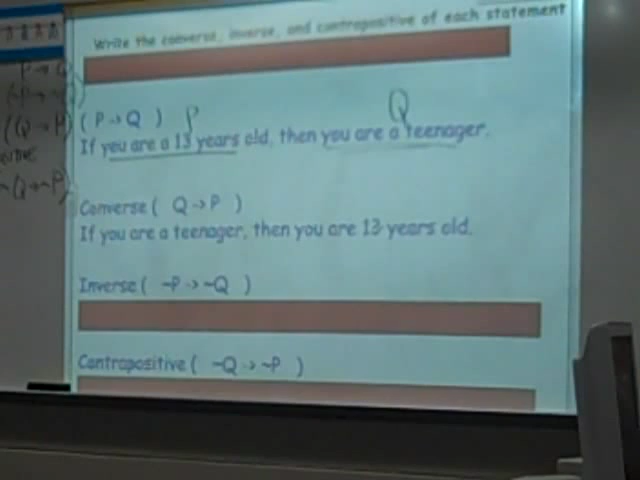 Write the converse, inverse, and contrapositive of each statement
(P→Q) P Q
If you are a 13 years old, then you are a teenager.
Converse ( Q→P )
If you are a teenager, then you are 13 years old.
Inverse ( ~P→~Q )
Contrapositive ( ~Q→~P )
(Q→P)
~Q→~P)